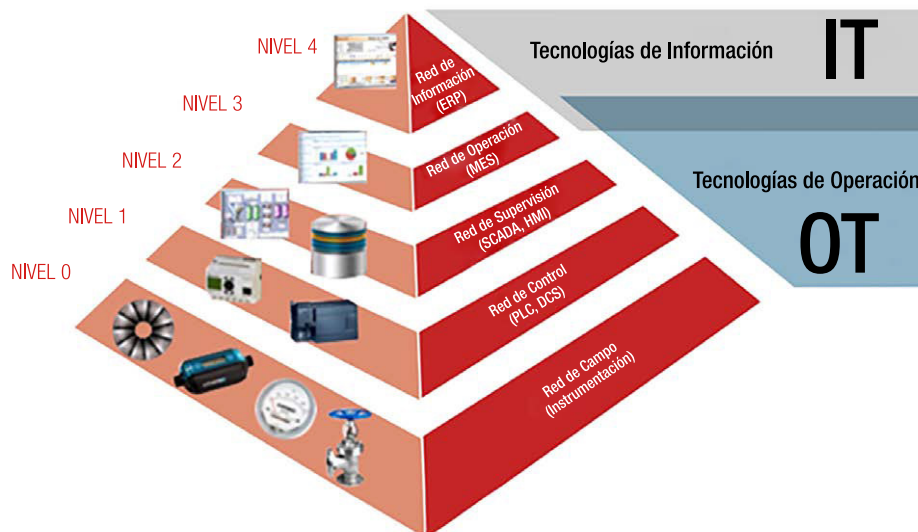 NIVEL 4
NIVEL 3
NIVEL 2
NIVEL 1
NIVEL 0
Red de
Información
(ERP)
Red de Operación
(MES)
Red de Supervisión
(SCADA, HMI)
Red de Control
(PLC, DCS)
Red de Campo
(Instrumentación)
Tecnologías de Información
IT
Tecnologías de Operación
OT